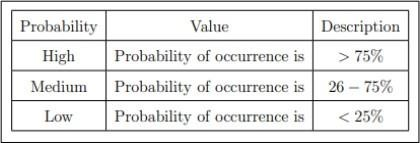 Probability Value Description
High Probability of occurrence is > 75%
Medium Probability of occurrence is 26 − 75%
Low Probability of occurrence is < 25%